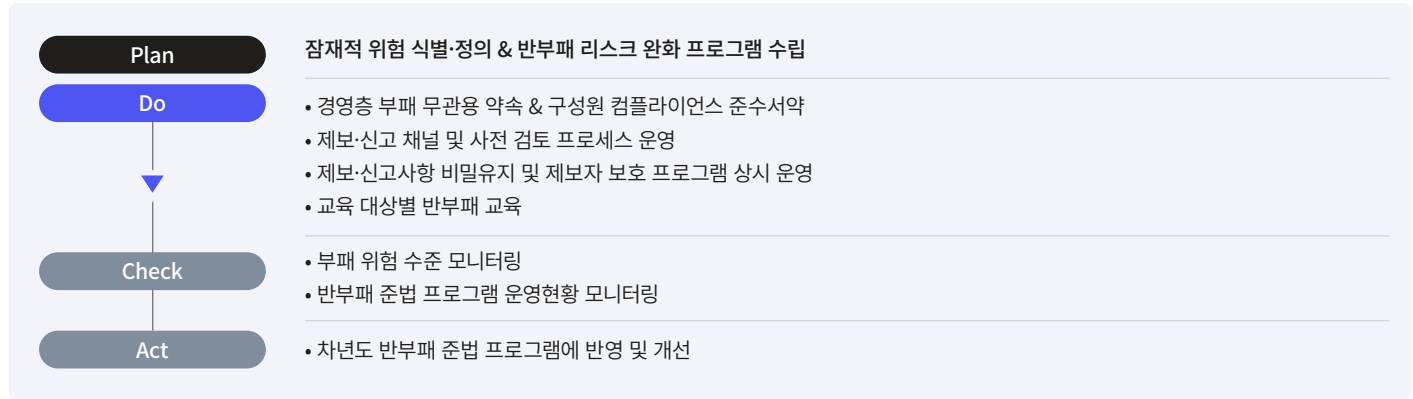 Plan
잠재적 위험 식별·정의 & 반부패 리스크 완화 프로그램 수립
Do
• 경영층 부패 무관용 약속 & 구성원 컴플라이언스 준수서약
• 제보·신고 채널 및 사전 검토 프로세스 운영
• 제보·신고사항 비밀유지 및 제보자 보호 프로그램 상시 운영
• 교육 대상별 반부패 교육
Check
• 부패 위험 수준 모니터링
• 반부패 준법 프로그램 운영현황 모니터링
Act
• 차년도 반부패 준법 프로그램에 반영 및 개선